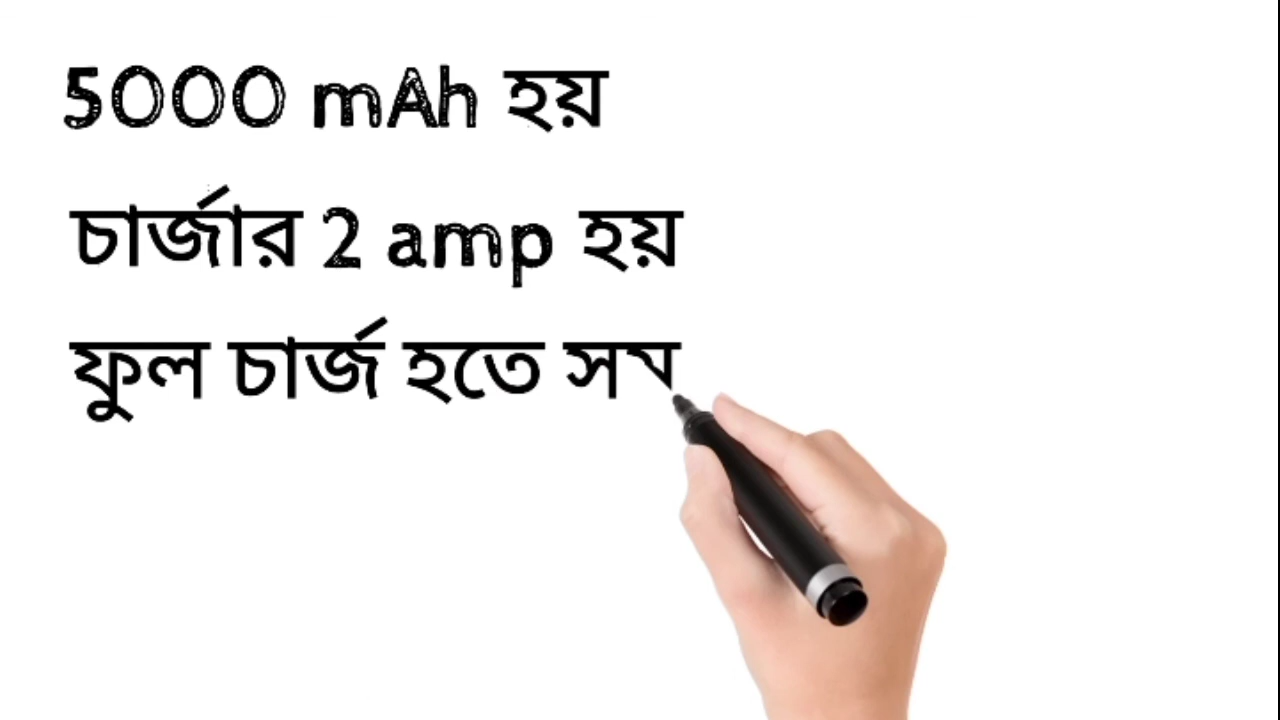 5000 mAh হয়
চার্জার 2 amp হয়
ফুল চার্জ হতে